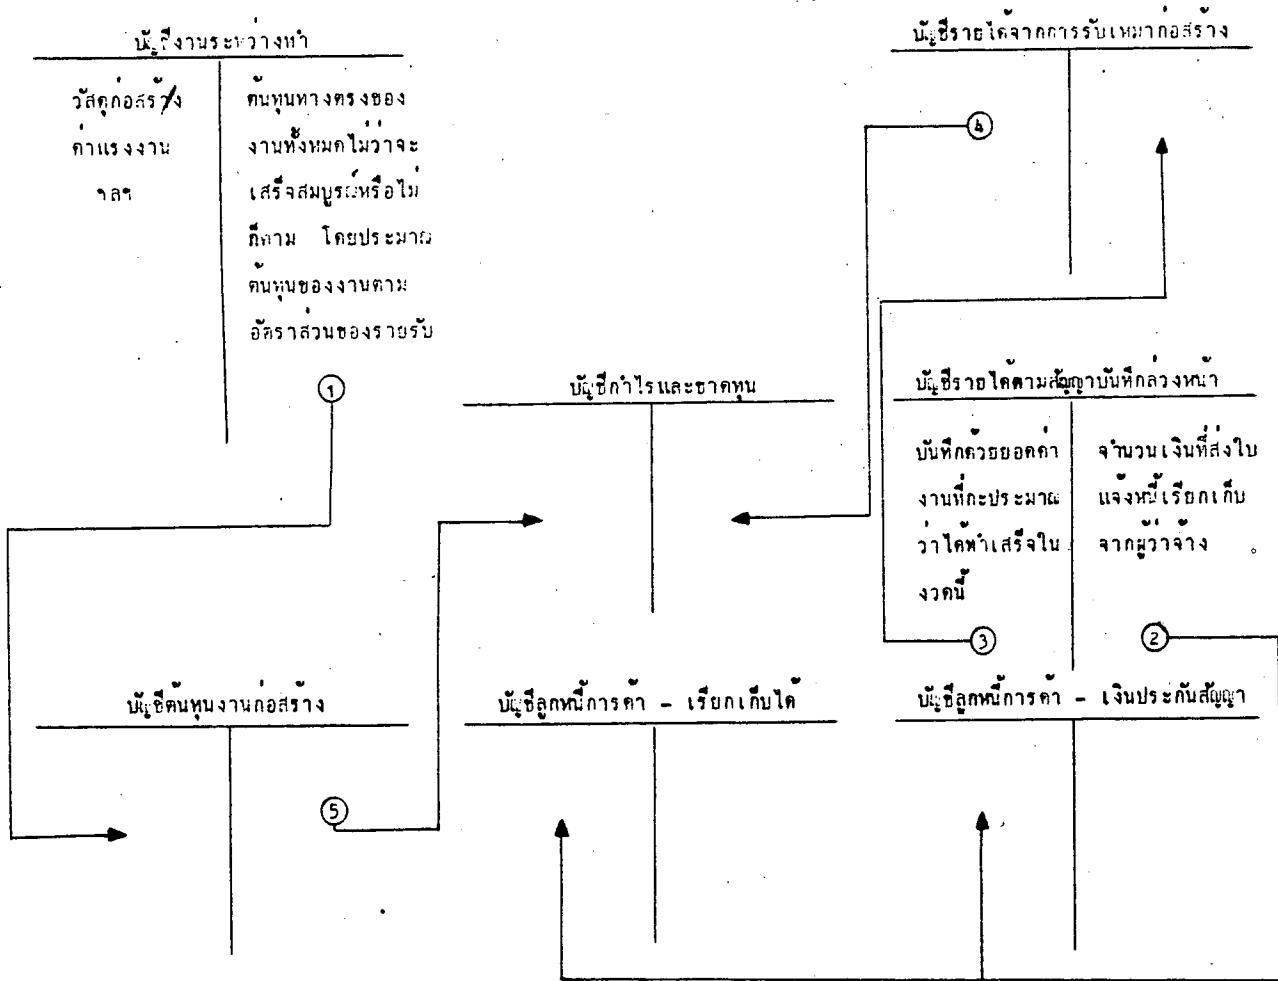 บัญชีงานระหว่างทำ
วัสดุก่อสร้าง
ค่าแรงงาน
ฯลฯ
ต้นทุนทางตรงของ
งานทั้งหมดไม่ว่าจะ
เสร็จสมบูรณ์หรือไม่
ก็ตาม โดยประมาณ
ต้นทุนของงานตาม
อัตราส่วนของรายรับ
①
บัญชีรายได้จากการรับเหมาก่อสร้าง
④
บัญชีกำไรและขาดทุน
บัญชีรายได้ตามสัญญาบันทึกล่วงหน้า
บันทึกด้วยยอดค่า
งานที่กะประมาณ
ว่าได้ทำเสร็จใน
งวดนี้
③
จำนวนเงินที่ส่งใบ
แจ้งหนี้เรียกเก็บ
จากผู้ว่าจ้าง
②
บัญชีต้นทุนงานก่อสร้าง
⑤
บัญชีลูกหนี้การค้า - เรียกเก็บได้
บัญชีลูกหนี้การค้า - เงินประกันสัญญา